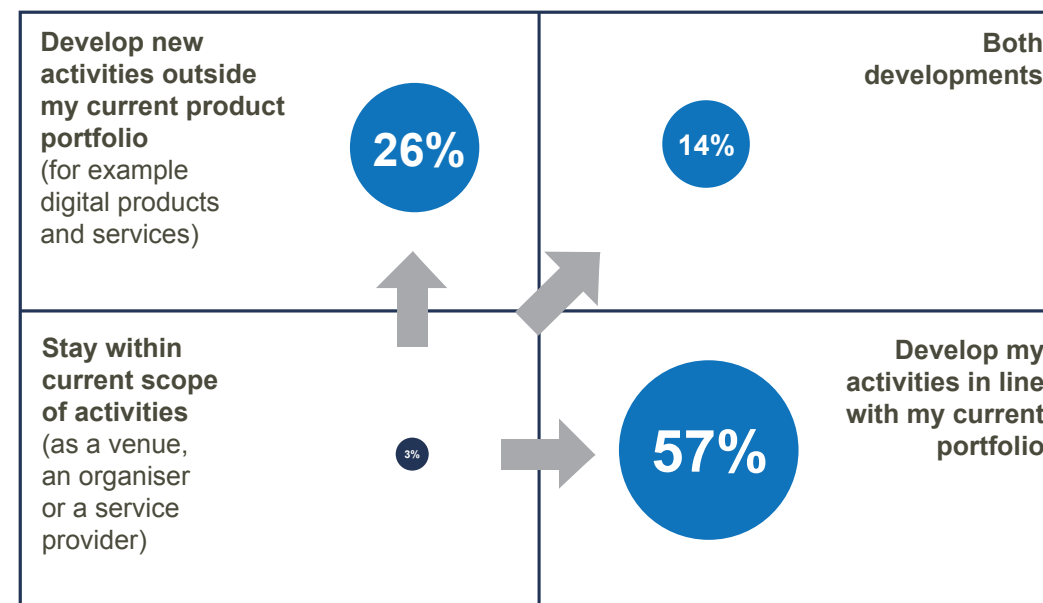 Develop new
activities outside
my current product
portfolio
(for example
digital products
and services)
26%
Both
developments
14%
Stay within
current scope
of activities
(as a venue,
an organiser
or a service
provider)
3%
Develop my
activities in line
with my current
portfolio
57%